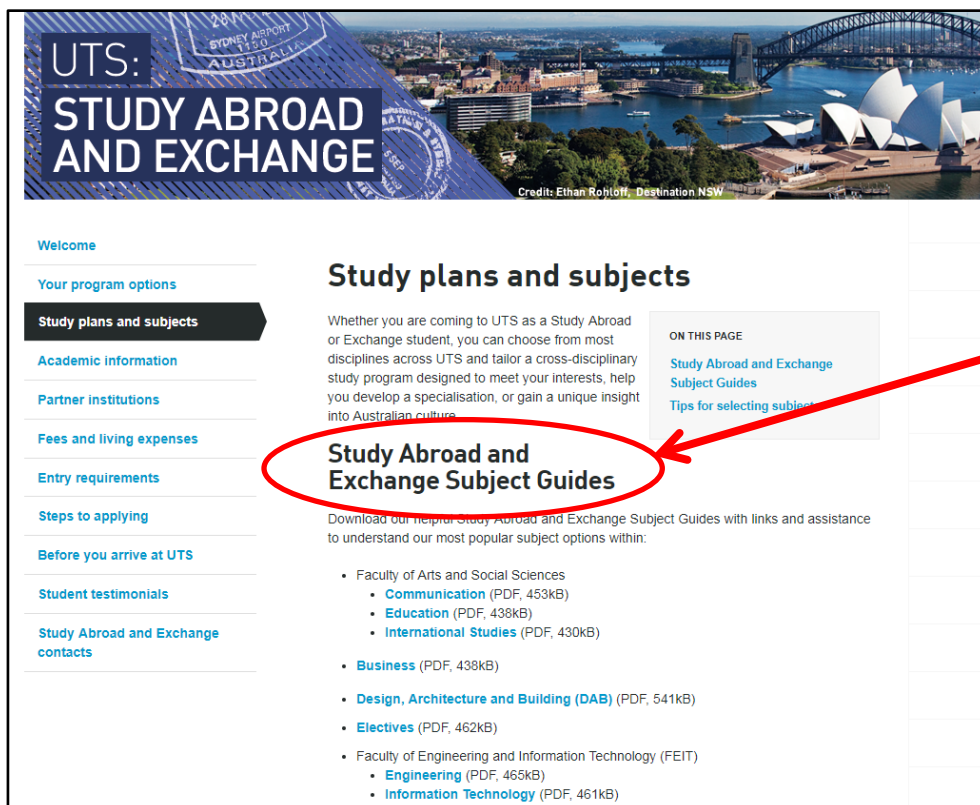 28
SYDNEY AIRPORT
1150
AUSTRALIA
UTS:
STUDY ABROAD
AND EXCHANGE
6 SEP
Credit: Ethan Rohloff, Destination NSW
Welcome
Your program options
Study plans and subjects
Academic information
Partner institutions
Fees and living expenses
Entry requirements
Steps to applying
Before you arrive at UTS
Student testimonials
Study Abroad and Exchange
contacts
Study plans and subjects
Whether you are coming to UTS as a Study Abroad
or Exchange student, you can choose from most
disciplines across UTS and tailor a cross-disciplinary
study program designed to meet your interests, help
you develop a specialisation, or gain a unique insight
into Australian culture
ON THIS PAGE
Study Abroad and Exchange
Subject Guides
Tips for selecting subject
Study Abroad and
Exchange Subject Guides
Download our helpful Study Abroad and Exchange Subject Guides with links and assistance
to understand our most popular subject options within:
• Faculty of Arts and Social Sciences
• Communication (PDF, 453kB)
• Education (PDF, 438kB)
• International Studies (PDF, 430kB)
• Business (PDF, 438kB)
• Design, Architecture and Building (DAB) (PDF, 541kB)
• Electives (PDF, 462kB)
• Faculty of Engineering and Information Technology (FEIT)
• Engineering (PDF, 465kB)
• Information Technology (PDF, 461kB)